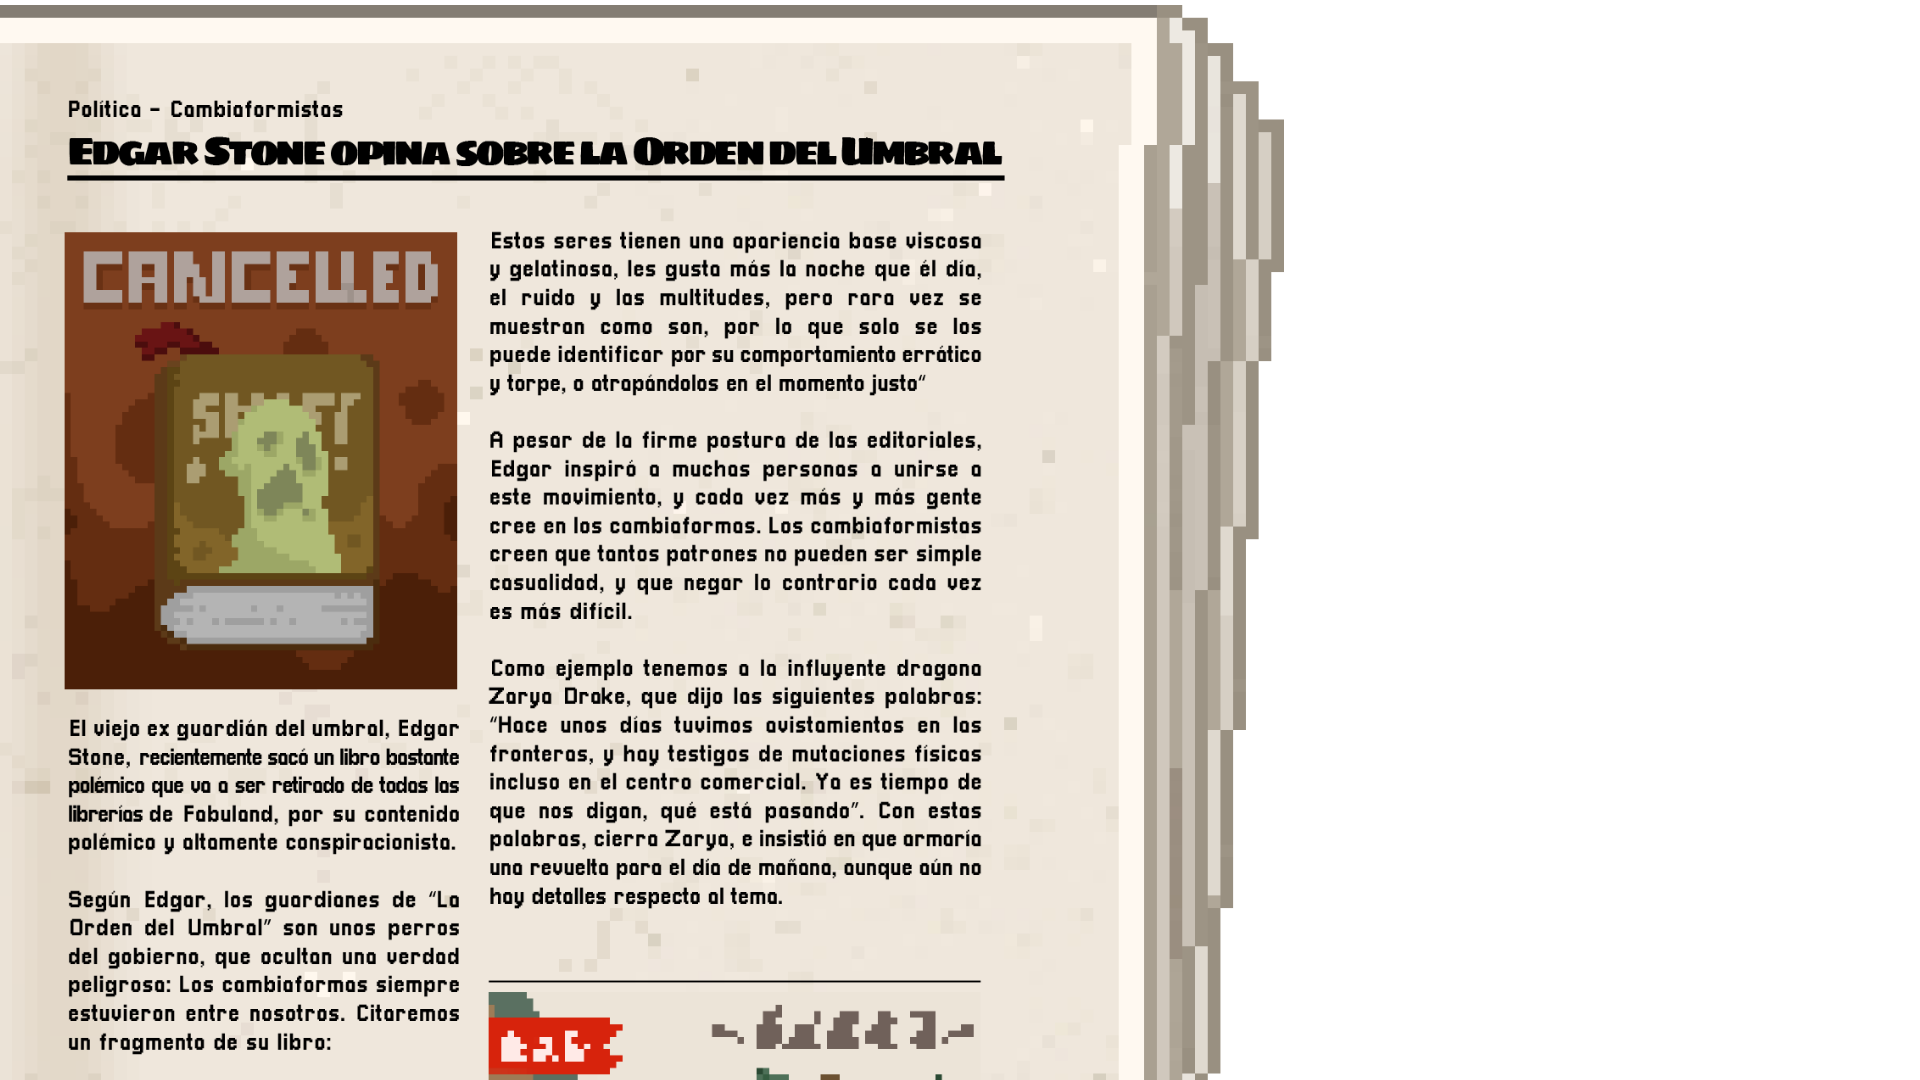 Política - Cambiaformistas
EDGAR STONE OPINA SOBRE LA ORDEN DEL UMBRAL
CANCELLED
El viejo ex guardián del umbral, Edgar
Stone, recientemente sacó un libro bastante
polémico que va a ser retirado de todas las
librerías de Fabuland, por su contenido
polémico y altamente conspiracionista.
Según Edgar, los guardianes de “La
Orden del Umbral” son unos perros
del gobierno, que ocultan una verdad
peligrosa: Los cambiaformas siempre
estuvieron entre nosotros. Citaremos
un fragmento de su libro:
Estos seres tienen una apariencia base viscosa
y gelatinosa, les gusta más la noche que él día,
el ruido y las multitudes, pero rara vez se
muestran como son, por lo que solo se los
puede identificar por su comportamiento errático
y torpe, o atrapándolos en el momento justo“
A pesar de la firme postura de las editoriales,
Edgar inspiró a muchas personas a unirse a
este movimiento, y cada vez más y más gente
cree en los cambiaformas. Los cambiaformistas
creen que tantos patrones no pueden ser simple
casualidad, y que negar lo contrario cada vez
es más difícil.
Como ejemplo tenemos a la influyente dragona
Zarya Drake, que dijo las siguientes palabras:
“Hace unos días tuvimos avistamientos en las
fronteras, y hay testigos de mutaciones físicas
incluso en el centro comercial. Ya es tiempo de
que nos digan, qué está pasando”. Con estas
palabras, cierra Zarya, e insistió en que armaría
una revuelta para el día de mañana, aunque aún no
hay detalles respecto al tema.